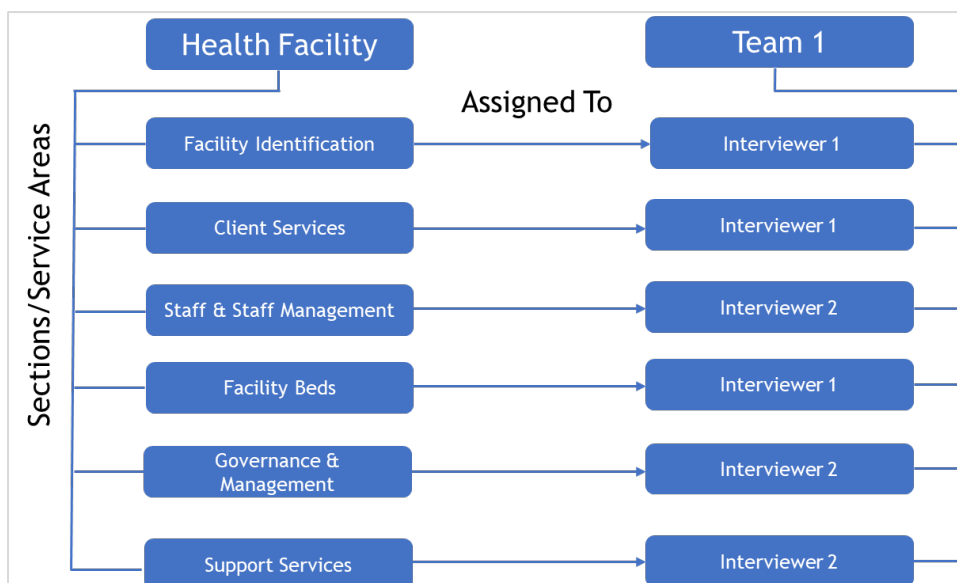 Health Facility
Team 1
Assigned To
Sections/Service Areas
Facility Identification
Interviewer 1
Client Services
Interviewer 1
Staff & Staff Management
Interviewer 2
Facility Beds
Interviewer 1
Governance &
Management
Interviewer 2
Support Services
Interviewer 2